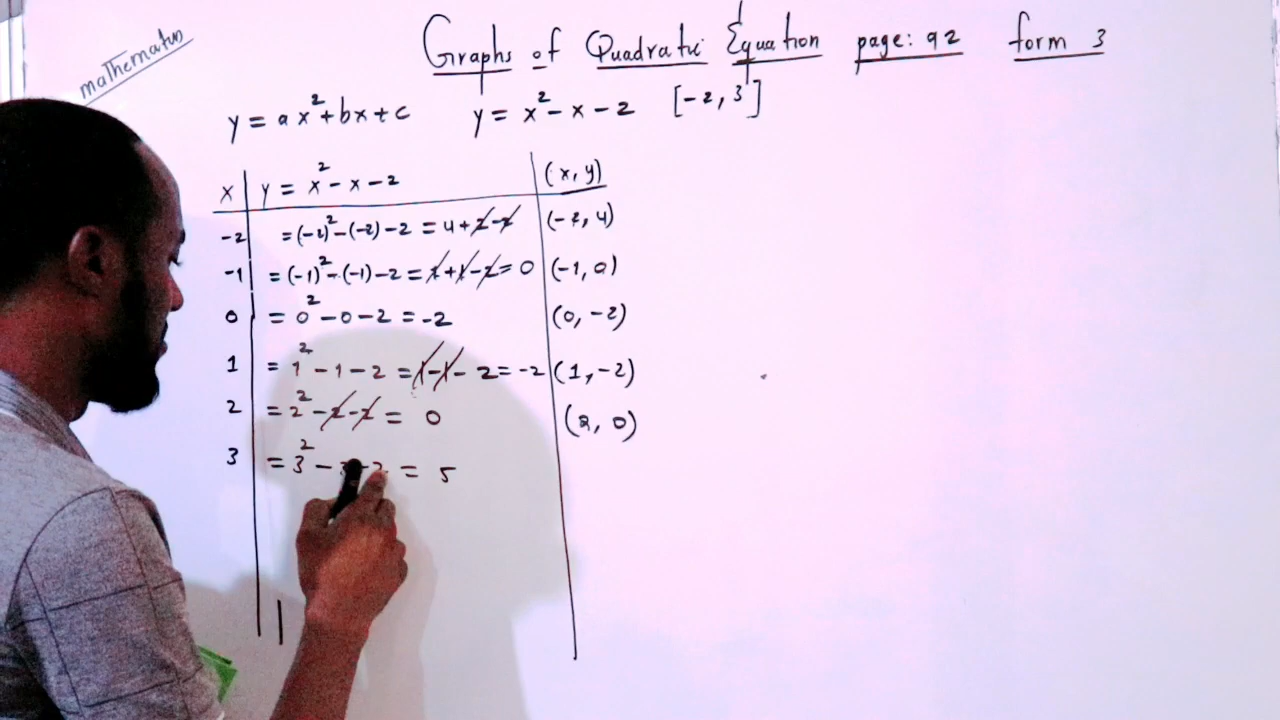 mathematics
Graphs of Quadratic Equation page: 92 form 3
y = ax²+bx+c y = x²-x-2 [-2, 3]
x y = x²-x-2 (x, y)
-2 =(-2)²-(-2)-2 = 4+2-2 (-2, 4)
-1 =(-1)²-(-1)-2 = 1+1-2 = 0 (-1, 0)
0 = 0²-0-2 = -2 (0, -2)
1 = 1²-1-2 = 1-1-2 = -2 (1, -2)
2 = 2²-2-2 = 0 (2, 0)
3 = 3² - 3 - 2 = 5